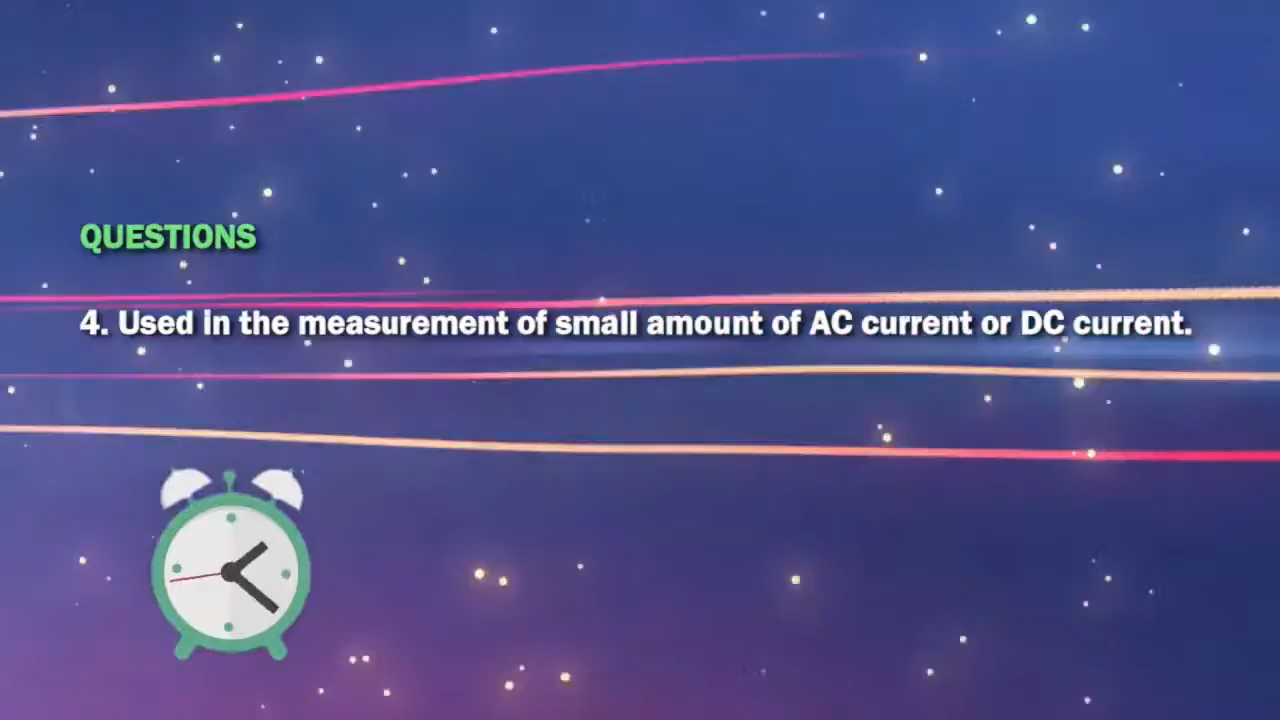 QUESTIONS
4. Used in the measurement of small amount of AC current or DC current.